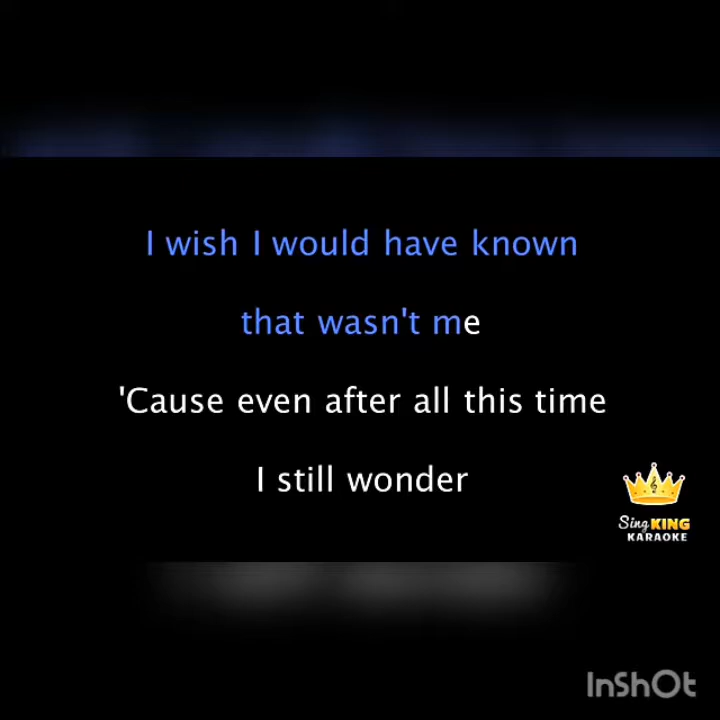 I wish I would have known
that wasn't me
'Cause even after all this time
I still wonder
Sing KING
KARAOKE
InShOt